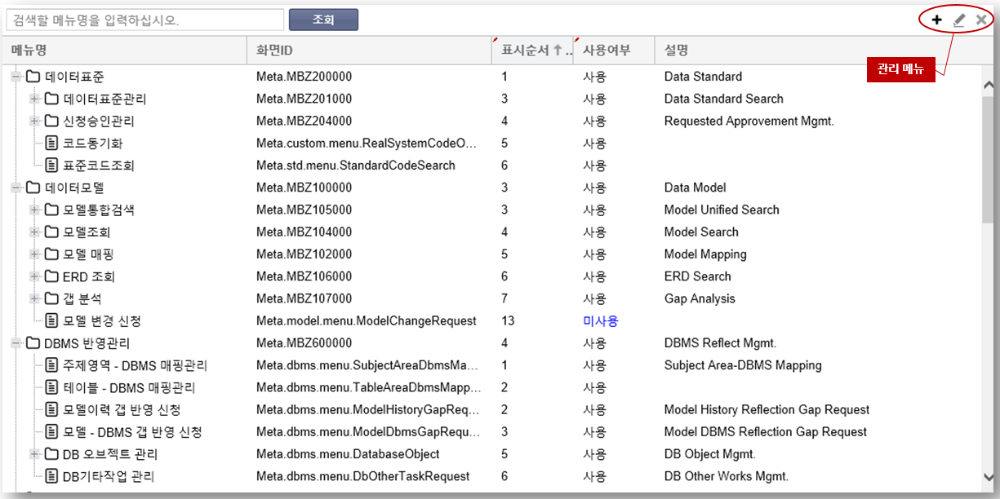 검색할 메뉴명을 입력하십시오. 조회
메뉴명 화면ID 표시순서 ↑ .. 사용여부 설명
관리 메뉴
데이터표준 Meta.MBZ200000 1 사용 Data Standard
데이터표준관리 Meta.MBZ201000 3 사용 Data Standard Search
신청승인관리 Meta.MBZ204000 4 사용 Requested Approvement Mgmt.
코드동기화 Meta.custom.menu.RealSystemCodeO... 5 사용
표준코드조회 Meta.std.menu.StandardCodeSearch 6 사용
데이터모델 Meta.MBZ100000 3 사용 Data Model
모델통합검색 Meta.MBZ105000 3 사용 Model Unified Search
모델조회 Meta.MBZ104000 4 사용 Model Search
모델 매핑 Meta.MBZ102000 5 사용 Model Mapping
ERD 조회 Meta.MBZ106000 6 사용 ERD Search
갭 분석 Meta.MBZ107000 7 사용 Gap Analysis
모델 변경 신청 Meta.model.menu.ModelChangeRequest 13 미사용
DBMS 반영관리 Meta.MBZ600000 4 사용 DBMS Reflect Mgmt.
주제영역 - DBMS 매핑관리 Meta.dbms.menu.SubjectAreaDbmsMa... 1 사용 Subject Area-DBMS Mapping
테이블 - DBMS 매핑관리 Meta.dbms.menu.TableAreaDbmsMapp... 2 사용
모델이력 갭 반영 신청 Meta.dbms.menu.ModelHistoryGapReq... 2 사용 Model History Reflection Gap Request
모델 - DBMS 갭 반영 신청 Meta.dbms.menu.ModelDbmsGapRequ... 3 사용 Model DBMS Reflection Gap Request
DB 오브젝트 관리 Meta.dbms.menu.DatabaseObject 5 사용 DB Object Mgmt.
DB기타작업 관리 Meta.dbms.menu.DbOtherTaskRequest 6 사용 DB Other Works Mgmt.